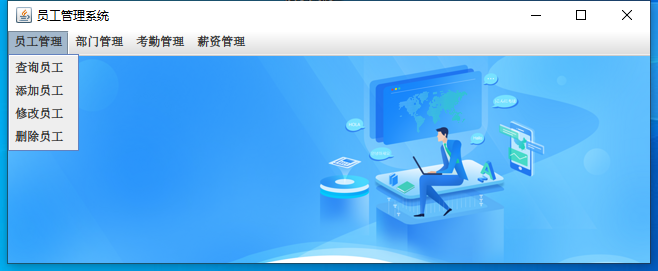 员工管理系统
员工管理 部门管理 考勤管理 薪资管理
查询员工
添加员工
修改员工
删除员工